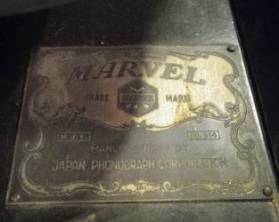 MARVEL
TRADE MARK
MANUFACTURED BY
JAPAN PHONOGRAPH CORPORATION